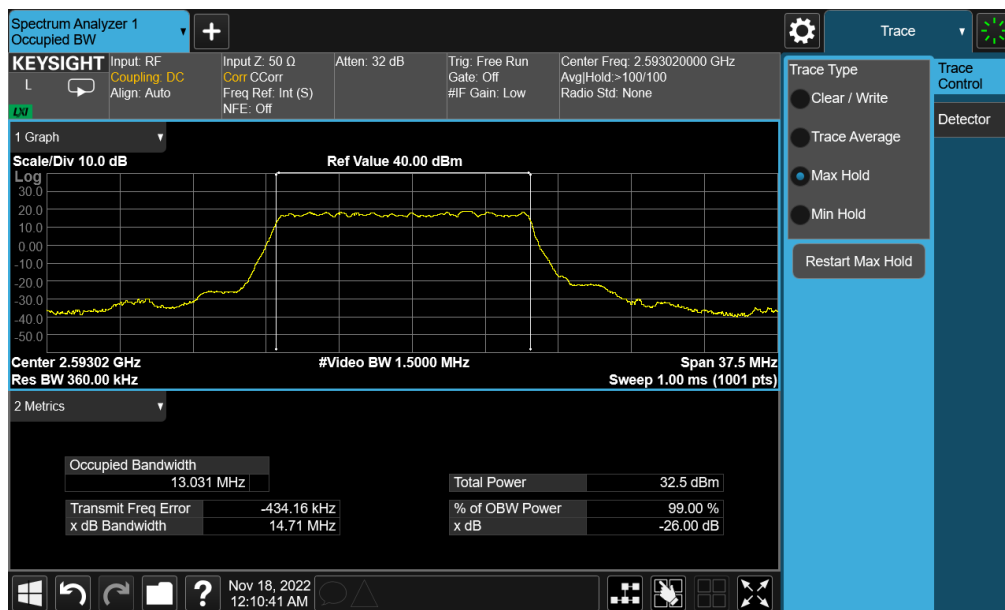 Spectrum Analyzer 1
Occupied BW
+
Trace
KEYSIGHT
L
LXI
Input: RF
Coupling: DC
Align: Auto
Input Z: 50 Ω
Corr CCorr
Freq Ref: Int (S)
NFE: Off
Atten: 32 dB
Trig: Free Run
Gate: Off
#IF Gain: Low
Center Freq: 2.593020000 GHz
Avg|Hold:>100/100
Radio Std: None
1 Graph
Scale/Div 10.0 dB
Ref Value 40.00 dBm
Log
30.0
20.0
10.0
0.00
-10.0
-20.0
-30.0
-40.0
-50.0
Center 2.59302 GHz
#Video BW 1.5000 MHz
Span 37.5 MHz
Res BW 360.00 kHz
Sweep 1.00 ms (1001 pts)
2 Metrics
Occupied Bandwidth
13.031 MHz
Transmit Freq Error -434.16 kHz
x dB Bandwidth 14.71 MHz
Total Power 32.5 dBm
% of OBW Power 99.00 %
x dB -26.00 dB
Trace Type
Clear / Write
Trace Average
Max Hold
Min Hold
Restart Max Hold
Trace
Control
Detector
?
Nov 18, 2022
12:10:41 AM